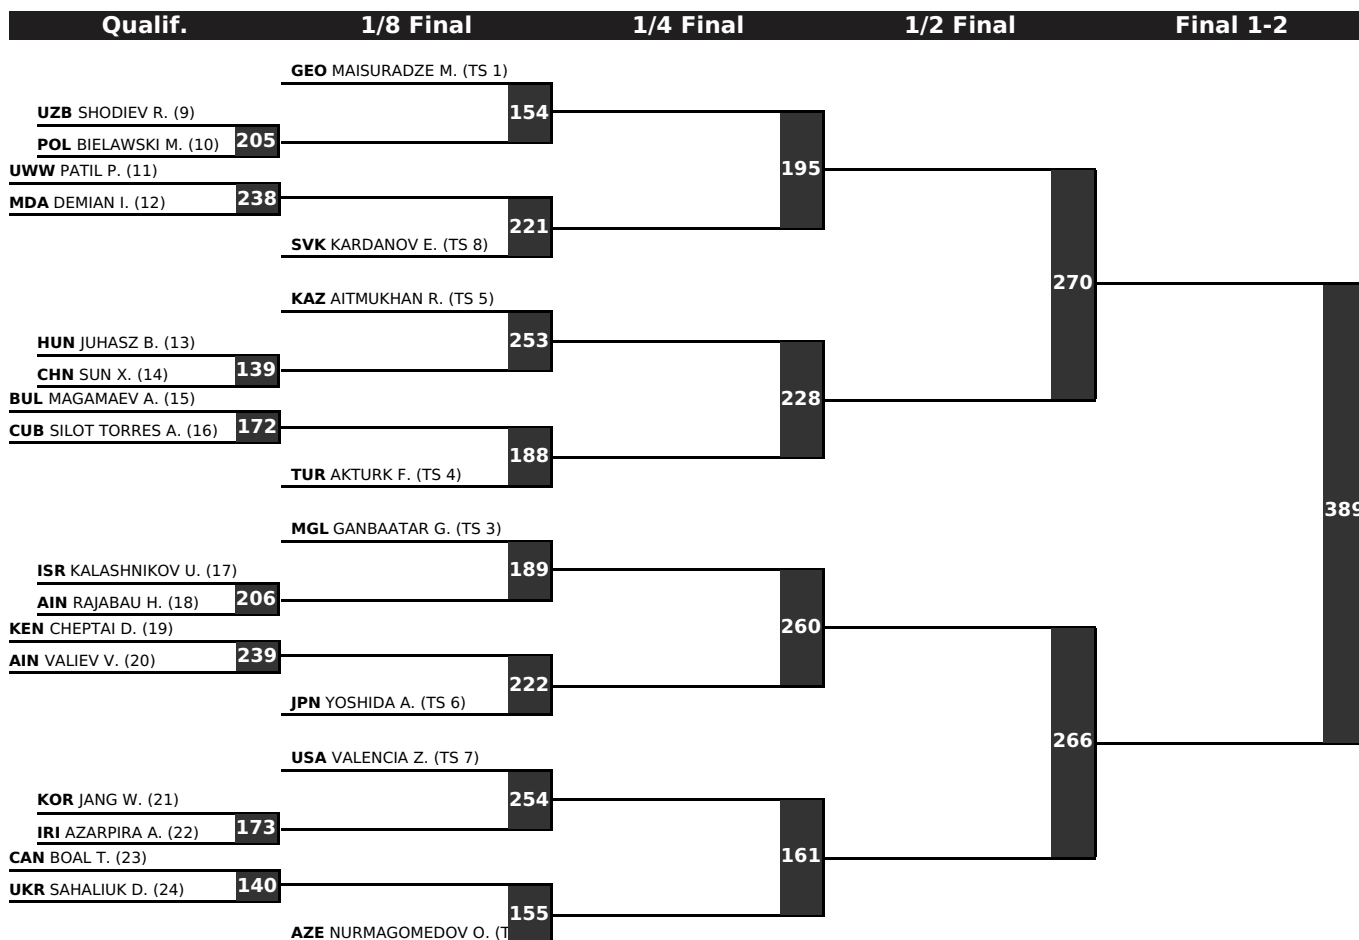 Qualif. 1/8 Final 1/4 Final 1/2 Final Final 1-2
GEO MAISURADZE M. (TS 1)
154
UZB SHODIEV R. (9)
POL BIELAWSKI M. (10) 205
UWW PATIL P. (11)
195
MDA DEMIAN I. (12) 238
221
SVK KARDANOV E. (TS 8)
270
KAZ AITMUKHAN R. (TS 5)
253
HUN JUHASZ B. (13)
CHN SUN X. (14) 139
BUL MAGAMAEV A. (15)
228
CUB SILOT TORRES A. (16) 172
188
TUR AKTURK F. (TS 4)
389
MGL GANBAATAR G. (TS 3)
189
ISR KALASHNIKOV U. (17)
AIN RAJABAU H. (18) 206
KEN CHEPTAI D. (19)
260
AIN VALIEV V. (20) 239
222
JPN YOSHIDA A. (TS 6)
266
USA VALENCIA Z. (TS 7)
254
KOR JANG W. (21)
IRI AZARPIRA A. (22) 173
CAN BOAL T. (23)
161
UKR SAHALIUK D. (24) 140
155
AZE NURMAGOMEDOV O. (T